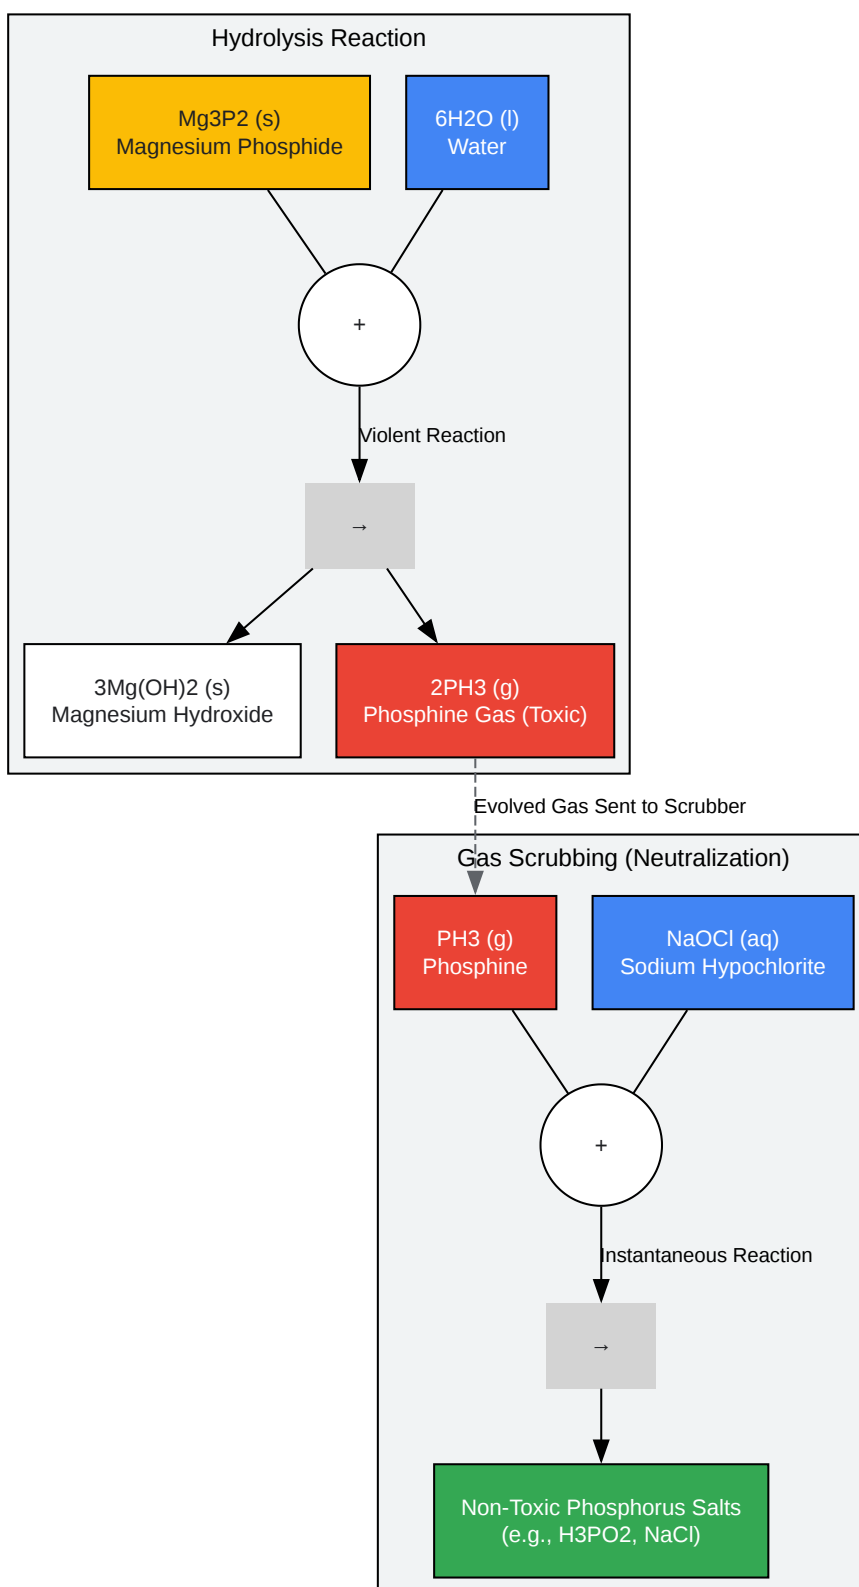 Hydrolysis Reaction
Mg3P2 (s)
Magnesium Phosphide
6H2O (l)
Water
+
Violent Reaction
→
3Mg(OH)2 (s)
Magnesium Hydroxide
2PH3 (g)
Phosphine Gas (Toxic)
Evolved Gas Sent to Scrubber
Gas Scrubbing (Neutralization)
PH3 (g)
Phosphine
NaOCl (aq)
Sodium Hypochlorite
+
Instantaneous Reaction
→
Non-Toxic Phosphorus Salts
(e.g., H3PO2, NaCl)